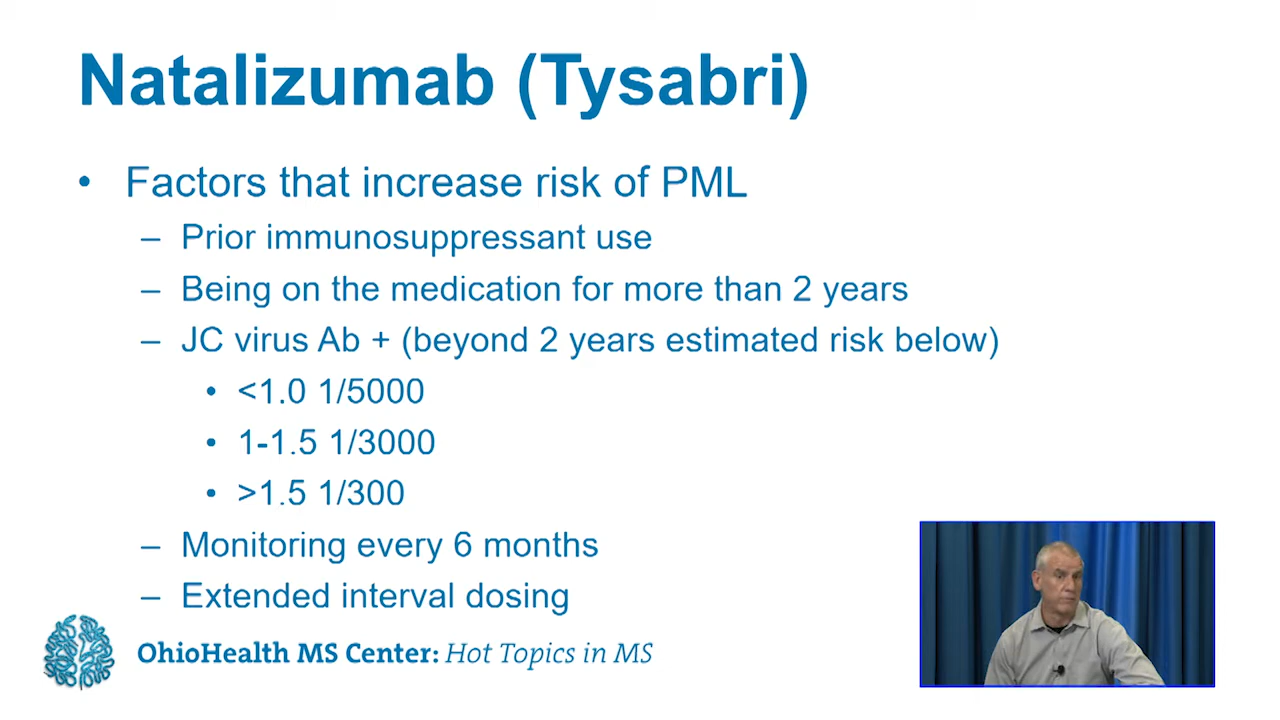 Natalizumab (Tysabri)
• Factors that increase risk of PML
– Prior immunosuppressant use
– Being on the medication for more than 2 years
– JC virus Ab + (beyond 2 years estimated risk below)
• <1.0 1/5000
• 1-1.5 1/3000
• >1.5 1/300
– Monitoring every 6 months
– Extended interval dosing
OhioHealth MS Center: Hot Topics in MS